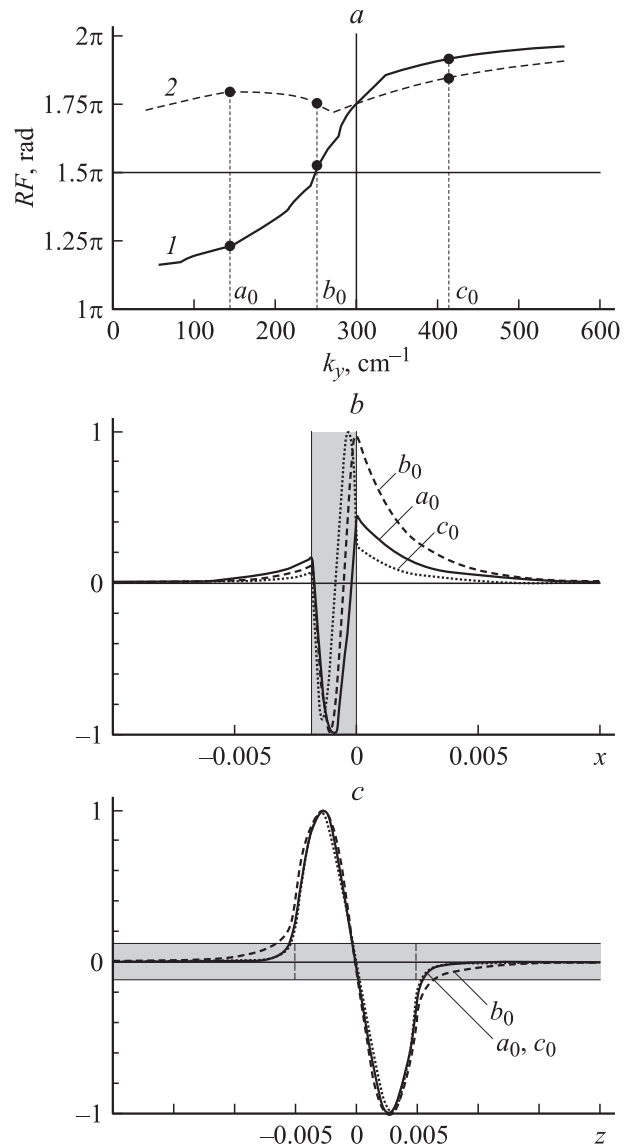 a
2π
1.75π
1.5π
1.25π
1π
RF, rad
2
1
a₀
b₀
c₀
0
100
200
300
400
500
600
k_y, cm⁻¹
b
1
0
–1
b₀
a₀
c₀
–0.005
0
0.005
x
c
1
0
–1
b₀
a₀, c₀
-0.005
0
0.005
z